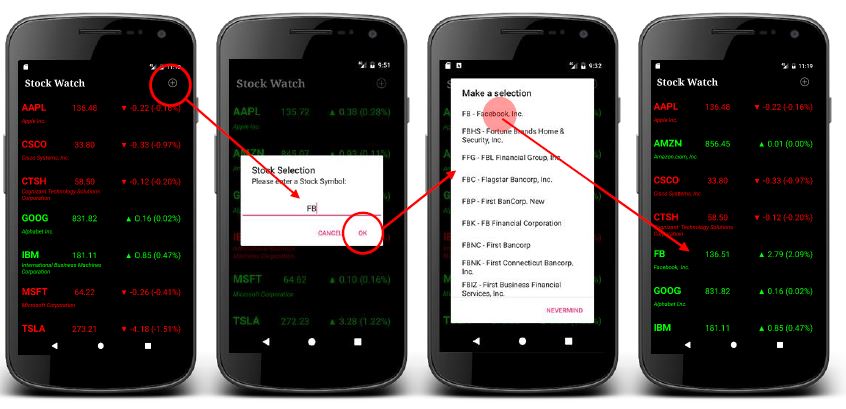 11:12
Stock Watch
AAPL 136.48 ▼ -0.22 (-0.16%)
Apple Inc.
CSCO 33.80 ▼ -0.33 (-0.97%)
Cisco Systems, Inc.
CTSH 58.50 ▼ -0.12 (-0.20%)
Cognizant Technology Solutions
Corporation
GOOG 831.82 ▲ 0.16 (0.02%)
Alphabet Inc.
IBM 181.11 ▲ 0.85 (0.47%)
International Business Machines
Corporation
MSFT 64.22 ▼ -0.26 (-0.41%)
Microsoft Corporation
TSLA 273.21 ▼ -4.18 (-1.51%)
9:51
Stock Watch
AAPL 135.72 ▲ 0.38 (0.28%)
Apple Inc.
AMZN 845.07 ▲ 0.93 (0.11%)
Stock Selection
Please enter a Stock Symbol:
FB
CANCEL OK
MSFT 64.62 ▲ 0.10 (0.16%)
Microsoft Corporation
TSLA 272.23 ▲ 3.28 (1.22%)
9:32
Make a selection
FB - Facebook, Inc.
FBHS - Fortune Brands Home &
Security, Inc.
FFG - FBL Financial Group, Inc.
FBC - Flagstar Bancorp, Inc.
FBP - First BanCorp. New
FBK - FB Financial Corporation
FBNC - First Bancorp
FBNK - First Connecticut Bancorp,
Inc.
FBIZ - First Business Financial
Services, Inc.
NEVERMIND
11:19
Stock Watch
AAPL 136.48 ▼ -0.22 (-0.16%)
Apple Inc.
AMZN 856.45 ▲ 0.01 (0.00%)
Amazon.com, Inc.
CSCO 33.80 ▼ -0.33 (-0.97%)
Cisco Systems, Inc.
CTSH 58.50 ▼ -0.12 (-0.20%)
Cognizant Technology Solutions
Corporation
FB 136.51 ▲ 2.79 (2.09%)
Facebook, Inc.
GOOG 831.82 ▲ 0.16 (0.02%)
Alphabet Inc.
IBM 181.11 ▲ 0.85 (0.47%)